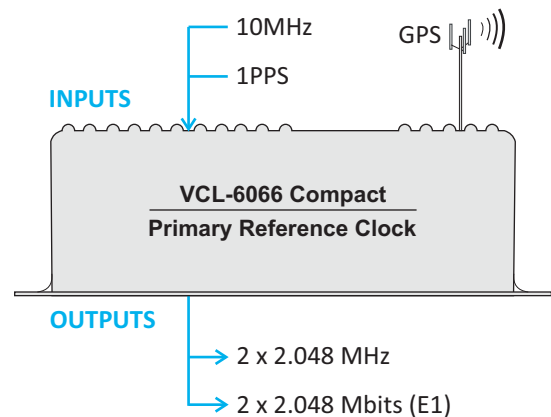 10MHz
GPS
1PPS
INPUTS
VCL-6066 Compact
Primary Reference Clock
OUTPUTS
2 x 2.048 MHz
2 x 2.048 Mbits (E1)